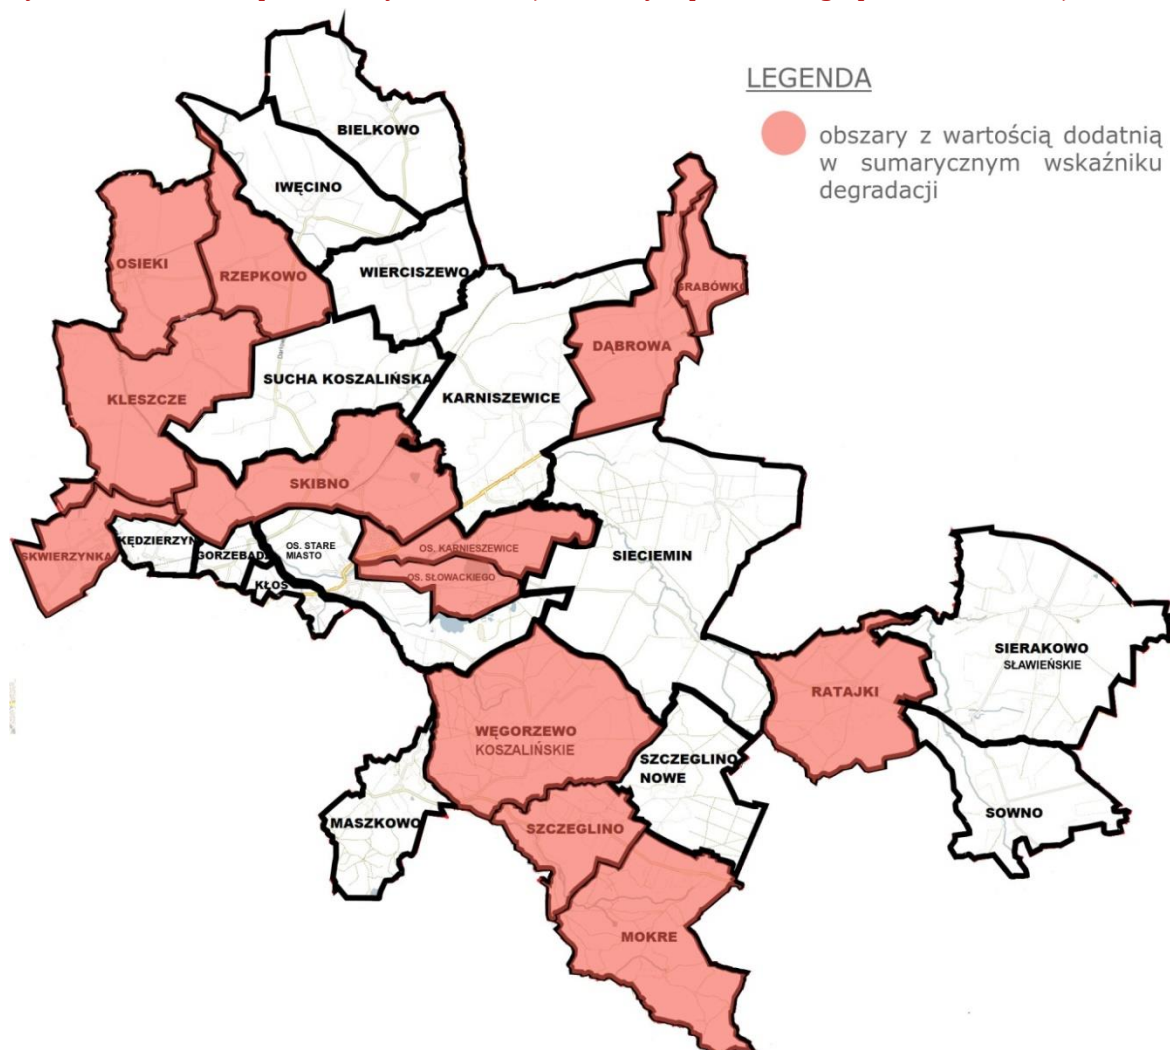 LEGENDA
obszary z wartością dodatnią
w sumarycznym wskaźniku
degradacji
BIELKOWO
IWĘCINO
OSIEKI
RZEPKOWO
WIERCISZEWO
GRABÓWKO
DĄBROWA
SUCHA KOSZALIŃSKA
KLESZCZE
KARNISZEWICE
SKIBNO
KĘDZIERZYN
GORZEBĄDZ
OS. STARE
MIASTO
OS. KARNIESZEWICE
SKWIERZYNKA
SIECIEMIN
OS. SŁOWACKIEGO
KŁOS
SIERAKOWO
SŁAWIEŃSKIE
RATAJKI
WĘGORZEWO
KOSZALIŃSKIE
SZCZEGLINO
NOWE
SOWNO
MASZKOWO
SZCZEGLINO
MOKRE